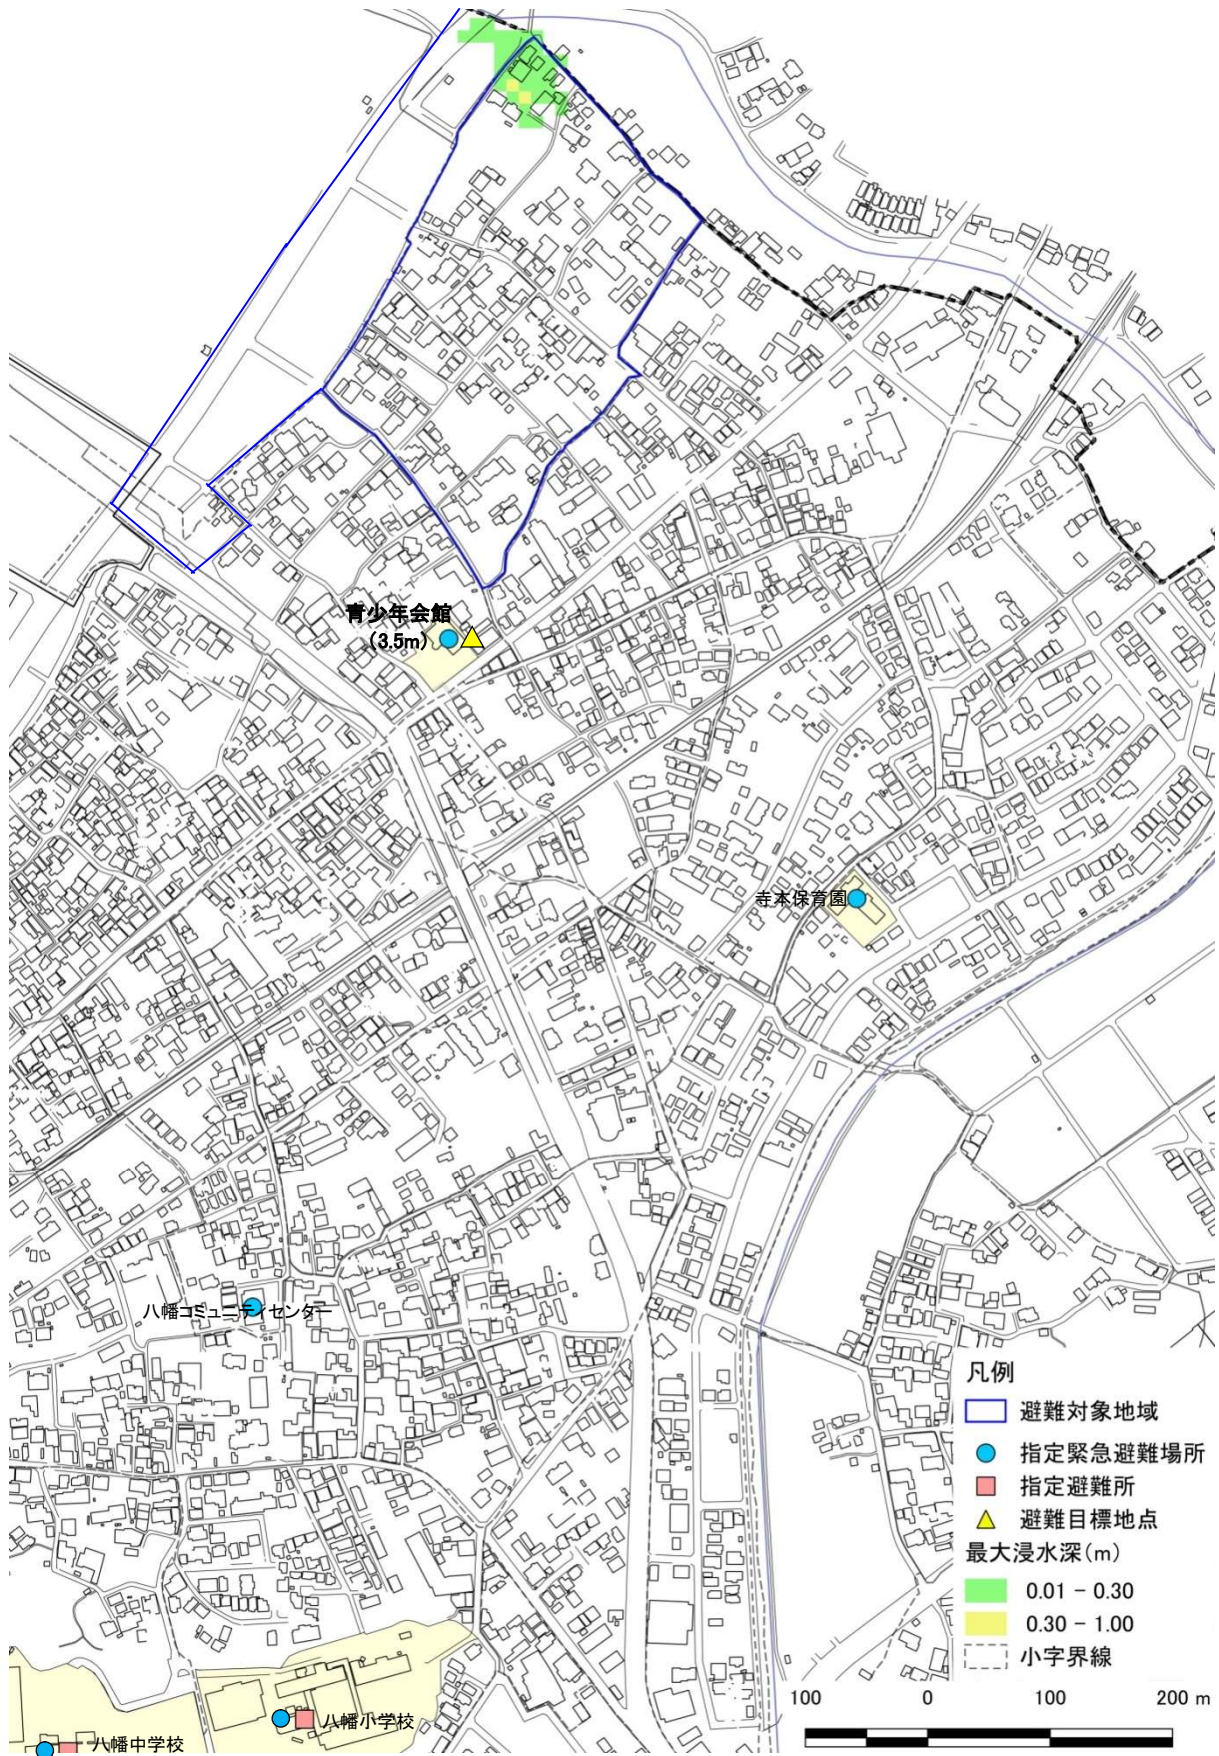 青少年会館
(3.5m)
寺本保育園
八幡コミュニティセンター
凡例
避難対象地域
指定緊急避難場所
指定避難所
避難目標地点
最大浸水深(m)
0.01 - 0.30
0.30 - 1.00
小字界線
100 0 100 200 m
八幡小学校
八幡中学校